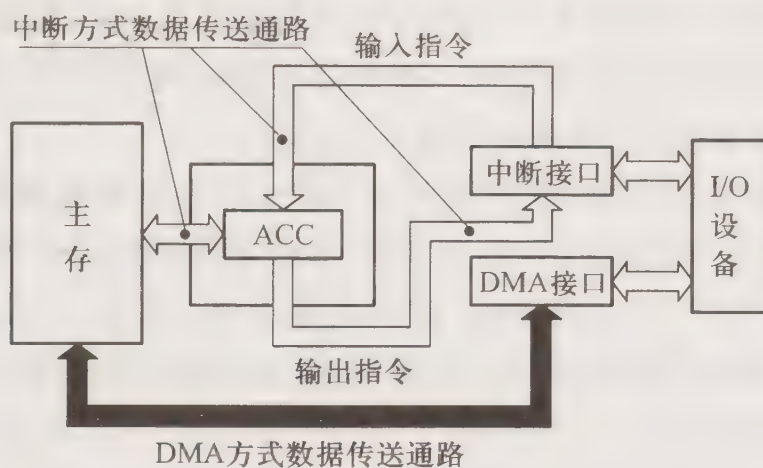 中断方式数据传送通路
输入指令
主存
ACC
中断接口
I/O设备
DMA接口
输出指令
DMA方式数据传送通路